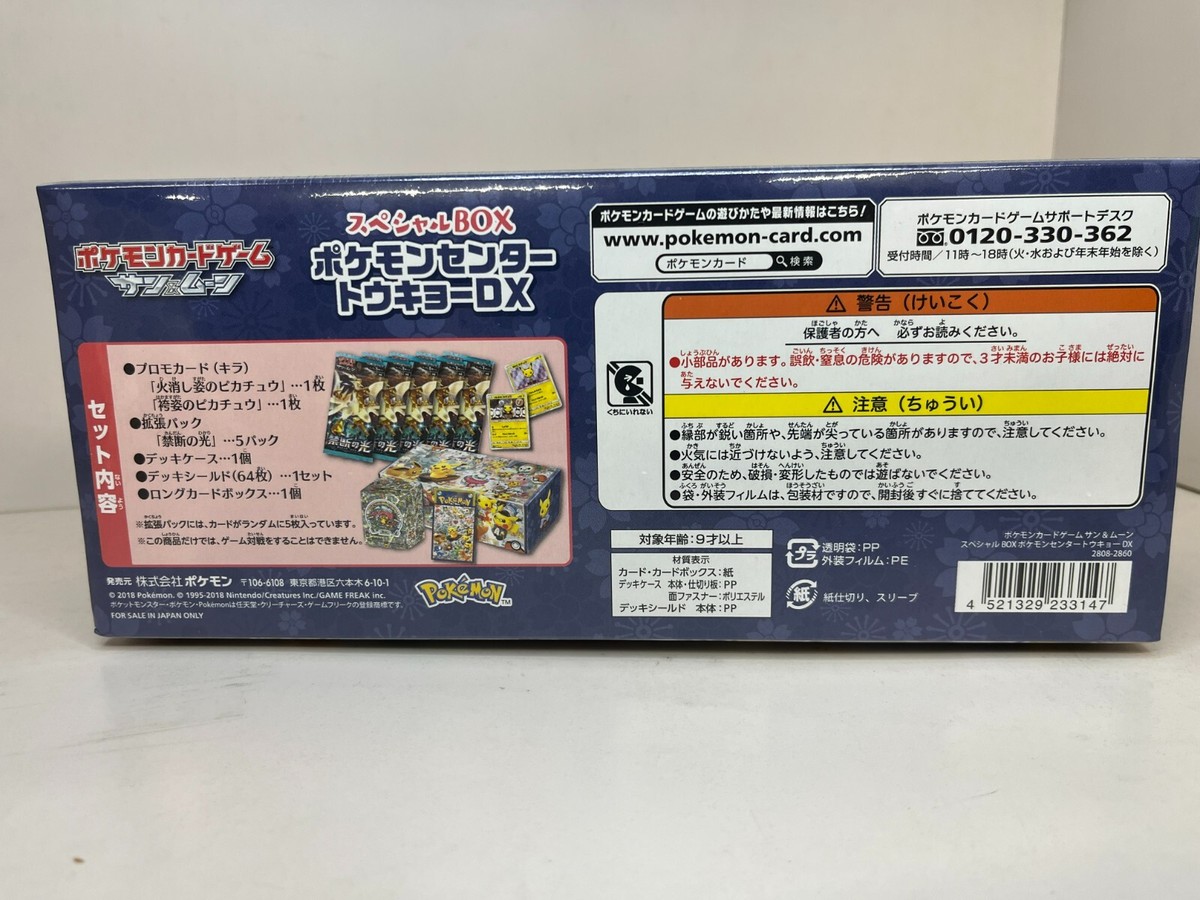 ポケモンカードゲーム
サン&ムーン
スペシャルBOX
ポケモンセンター
トウキョーDX
セット内容
●プロモカード(キラ)
「火消し姿のピカチュウ」…1枚
「袴姿のピカチュウ」…1枚
●拡張パック
「禁断の光」…5パック
●デッキケース…1個
●デッキシールド(64枚)…1セット
●ロングカードボックス…1個
※拡張パックには、カードがランダムに5枚入っています。
※この商品だけでは、ゲーム対戦をすることはできません。
禁断の光
POKéMON
発売元 株式会社ポケモン 〒106-6108 東京都港区六本木6-10-1
© 2018 Pokémon. © 1995-2018 Nintendo/Creatures Inc./GAME FREAK inc.
ポケットモンスター・ポケモン・Pokémonは任天堂・クリーチャーズ・ゲームフリークの登録商標です。
FOR SALE IN JAPAN ONLY
POKéMON™
ポケモンカードゲームの遊びかたや最新情報はこちら!
www.pokemon-card.com
ポケモンカード 検索
ポケモンカードゲームサポートデスク
0120-330-362
受付時間/11時〜18時(火・水および年末年始を除く)
くちにいれない
警告(けいこく)
保護者の方へ 必ずお読みください。
●小部品があります。誤飲・窒息の危険がありますので、3才未満のお子様には絶対に
与えないでください。
注意(ちゅうい)
●縁部が鋭い箇所や、先端が尖っている箇所がありますので、注意してください。
●火気には近づけないよう、注意してください。
●安全のため、破損・変形したものでは遊ばないでください。
●袋・外装フィルムは、包装材ですので、開封後すぐに捨ててください。
対象年齢:9才以上
材質表示
カード・カードボックス:紙
デッキケース 本体・仕切り板:PP
面ファスナー:ポリエステル
デッキシールド 本体:PP
プラ
透明袋:PP
外装フィルム:PE
紙
紙仕切り、スリーブ
ポケモンカードゲーム サン&ムーン
スペシャルBOX ポケモンセンタートウキョーDX
2808-2860
4 521329 233147